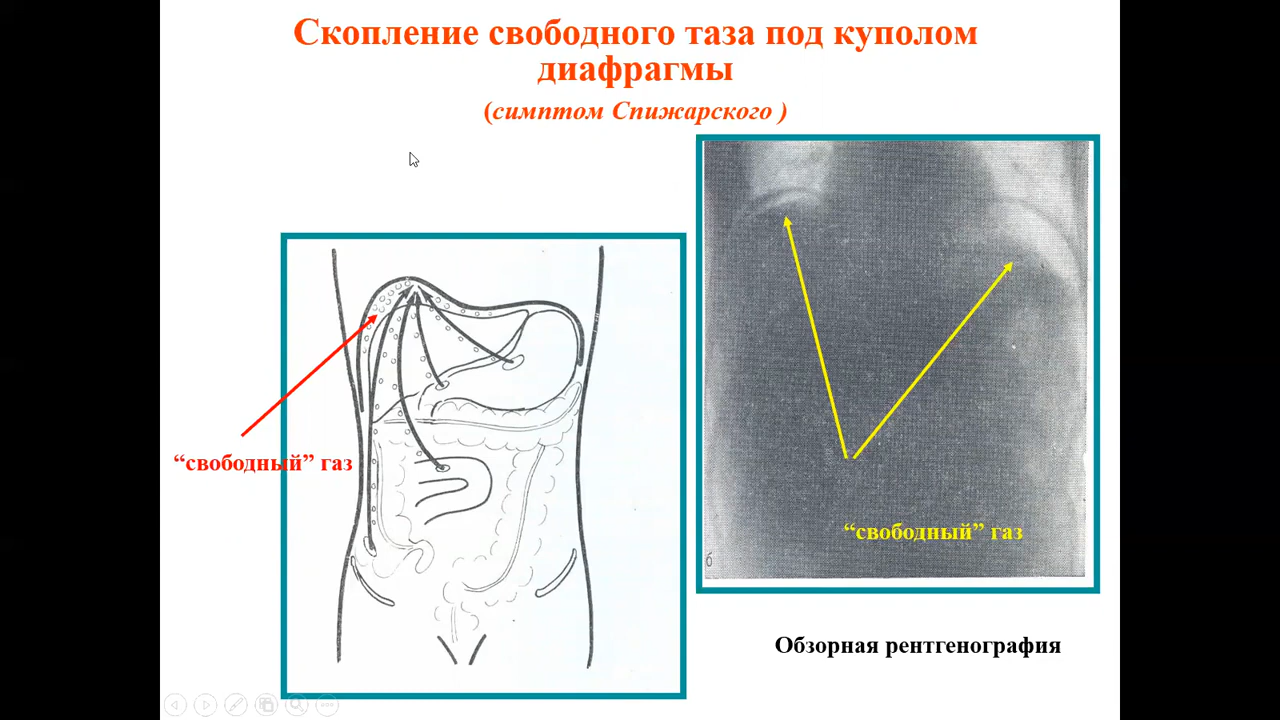 Скопление свободного таза под куполом
диафрагмы
(симптом Спижарского )
“свободный” газ
“свободный” газ
б
Обзорная рентгенография